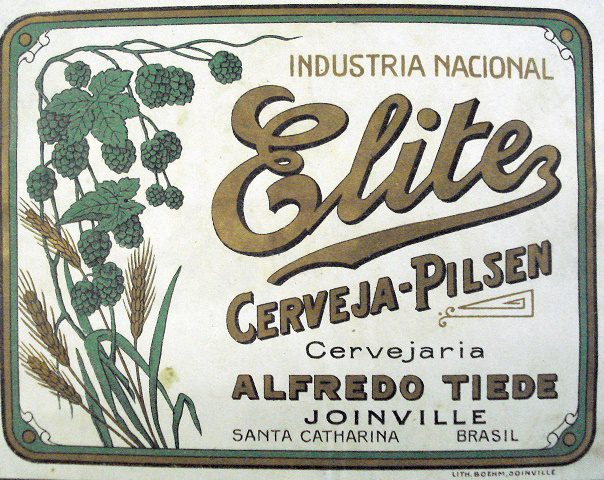 INDUSTRIA NACIONAL
Elite
CERVEJA-PILSEN
Cervejaria
ALFREDO TIEDE
JOINVILLE
SANTA CATHARINA BRASIL
LITH. BOEHM, JOINVILLE